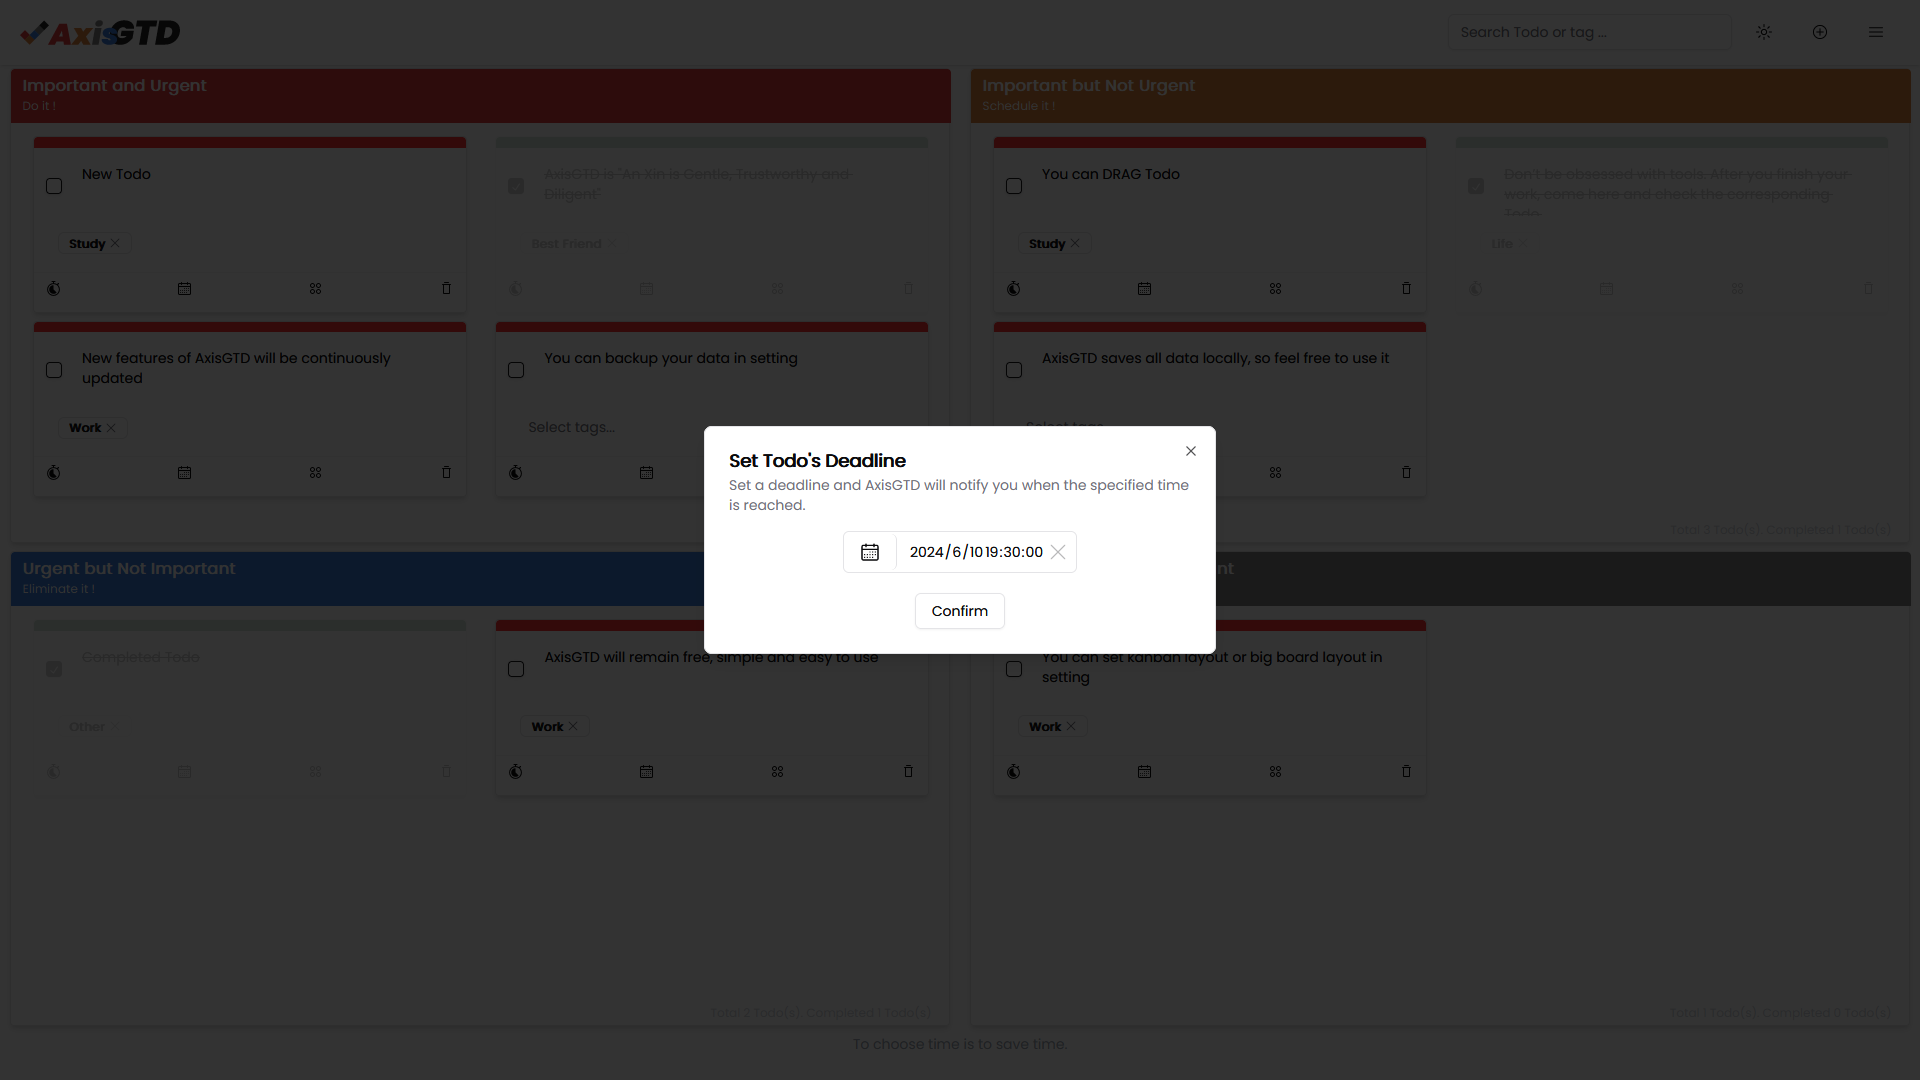 AxisGTD
Search Todo or tag ...
Important and Urgent
Do it !
New Todo
Study
AxisGTD is 'An Xin is Gentle, Trustworthy and
Diligent'
Best Friend
New features of AxisGTD will be continuously
updated
Work
You can backup your data in setting
Select tags...
Important but Not Urgent
Schedule it !
You can DRAG Todo
Study
Don't be obsessed with tools. After you finish your
work, come here and check the corresponding
Todo.
Life
AxisGTD saves all data locally, so feel free to use it
Select tags...
Total 3 Todo(s), Completed 1 Todo(s)
Set Todo's Deadline
Set a deadline and AxisGTD will notify you when the specified time
is reached.
2024/6/10 19:30:00
Confirm
Urgent but Not Important
Eliminate it !
Completed Todo
Other
AxisGTD will remain free, simple and easy to use
Work
Total 2 Todo(s), Completed 1 Todo(s)
nt
You can set kanban layout or big board layout in
setting
Work
Total 1 Todo(s), Completed 0 Todo(s)
To choose time is to save time.